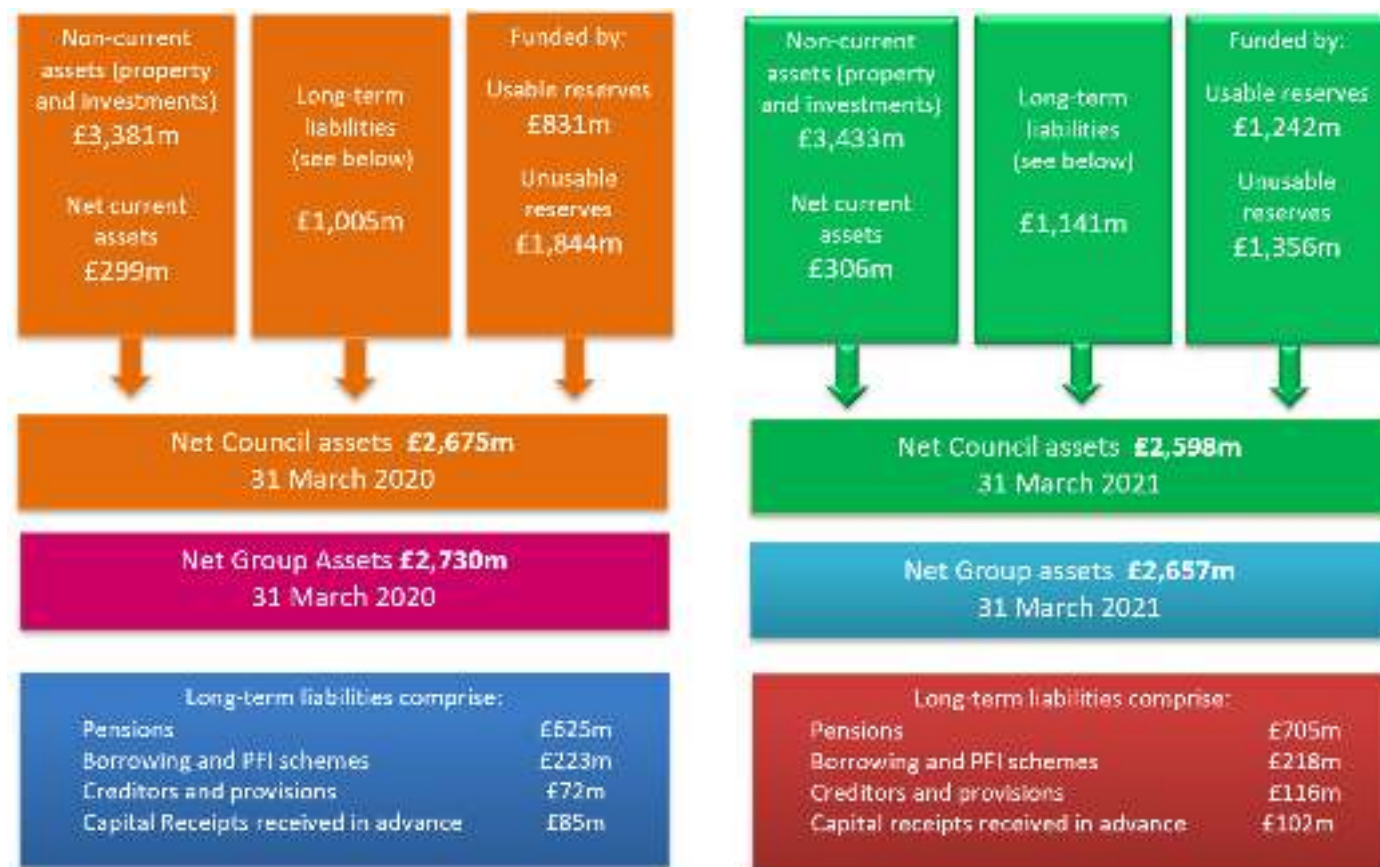 Non-current
assets (property
and investments)
£3,381m
Net current
assets
£299m
Long-term
liabilities
(see below)
£1,005m
Funded by:
Usable reserves
£831m
Unusable
reserves
£1,844m
Net Council assets £2,675m
31 March 2020
Net Group Assets £2,730m
31 March 2020
Long-term liabilities comprise:
Pensions £625m
Borrowing and PFI schemes £223m
Creditors and provisions £72m
Capital Receipts received in advance £85m
Non-current
assets (property
and investments)
£3,433m
Net current
assets
£306m
Long-term
liabilities
(see below)
£1,141m
Funded by:
Usable reserves
£1,242m
Unusable
reserves
£1,356m
Net Council assets £2,598m
31 March 2021
Net Group assets £2,657m
31 March 2021
Long-term liabilities comprise:
Pensions £705m
Borrowing and PFI schemes £218m
Creditors and provisions £116m
Capital receipts received in advance £102m